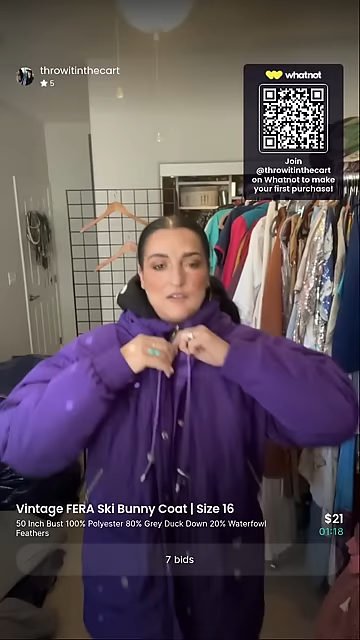 throwitinthecart
★ 5
whatnot
Join
@throwitinthecart
on Whatnot to make
your first purchase!
Vintage FERA Ski Bunny Coat | Size 16
50 Inch Bust 100% Polyester 80% Grey Duck Down 20% Waterfowl
Feathers
$21
01:18
7 bids